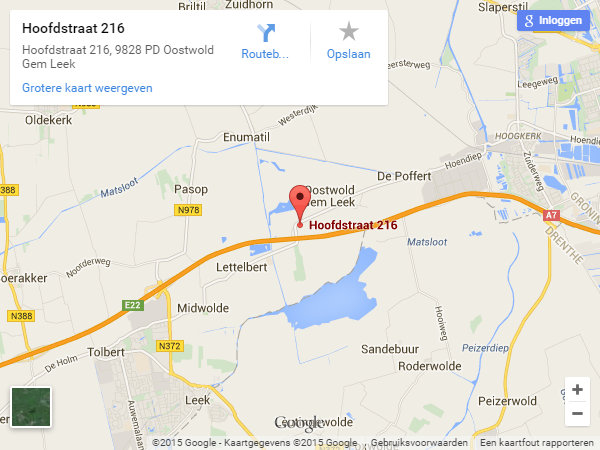 Briltil
Zuidhorn
Slaperstil
Hoofdstraat 216
Hoofdstraat 216, 9828 PD Oostwold
Gem Leek
Routeb...
Opslaan
Grotere kaart weergeven
g Inloggen
Leegeweg
Oldekerk
Westerdijk
Enumatil
HOOGKERK
Hoendiep
Hoendiep
Zuiderweg
De Poffert
Matsloot
Pasop
Oostwold
Gem Leek
N388
N978
GRONINGEN
A7
Hoofdstraat 216
DRENTHE
Matsloot
Noorderweg
Lettelbert
E22
Midwolde
Hooiweg
N388
N372
Peizerdiep
De Holm
Tolbert
Sandebuur
Roderwolde
Auwemalaan
Leek
Peizerwold
Google
+
−
©2015 Google - Kaartgegevens ©2015 Google
Gebruiksvoorwaarden
Een kaartfout rapporteren